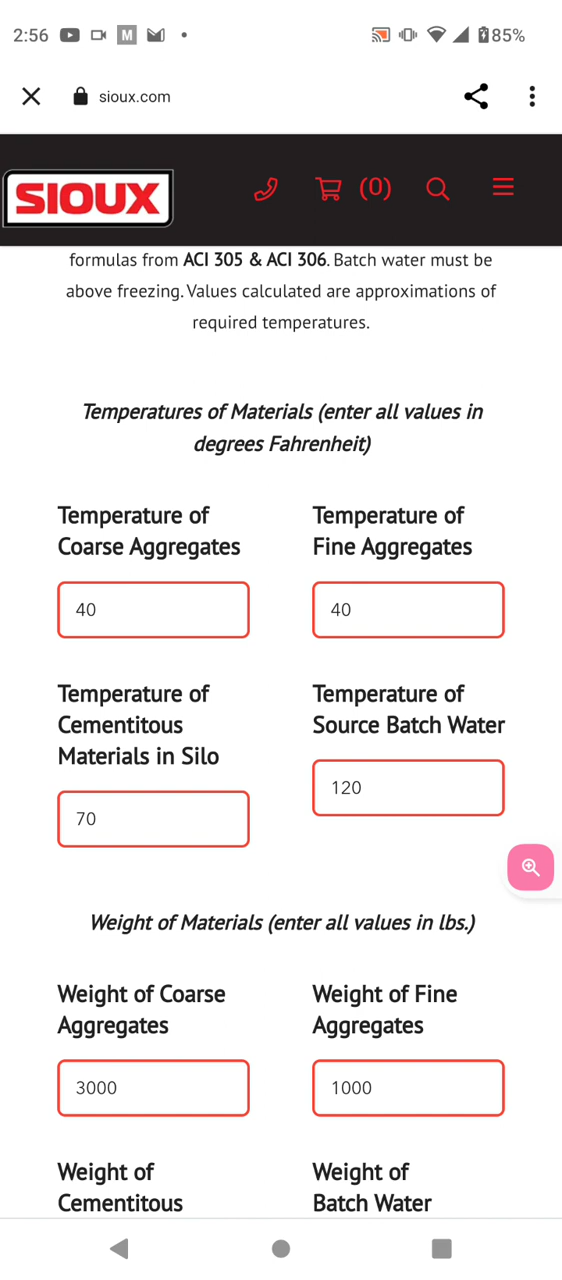 2:56 M 85%
sioux.com
SIOUX (0)
formulas from ACI 305 & ACI 306. Batch water must be
above freezing. Values calculated are approximations of
required temperatures.
Temperatures of Materials (enter all values in
degrees Fahrenheit)
Temperature of
Coarse Aggregates
40
Temperature of
Fine Aggregates
40
Temperature of
Cementitous
Materials in Silo
70
Temperature of
Source Batch Water
120
Weight of Materials (enter all values in lbs.)
Weight of Coarse
Aggregates
3000
Weight of Fine
Aggregates
1000
Weight of
Cementitous
Weight of
Batch Water